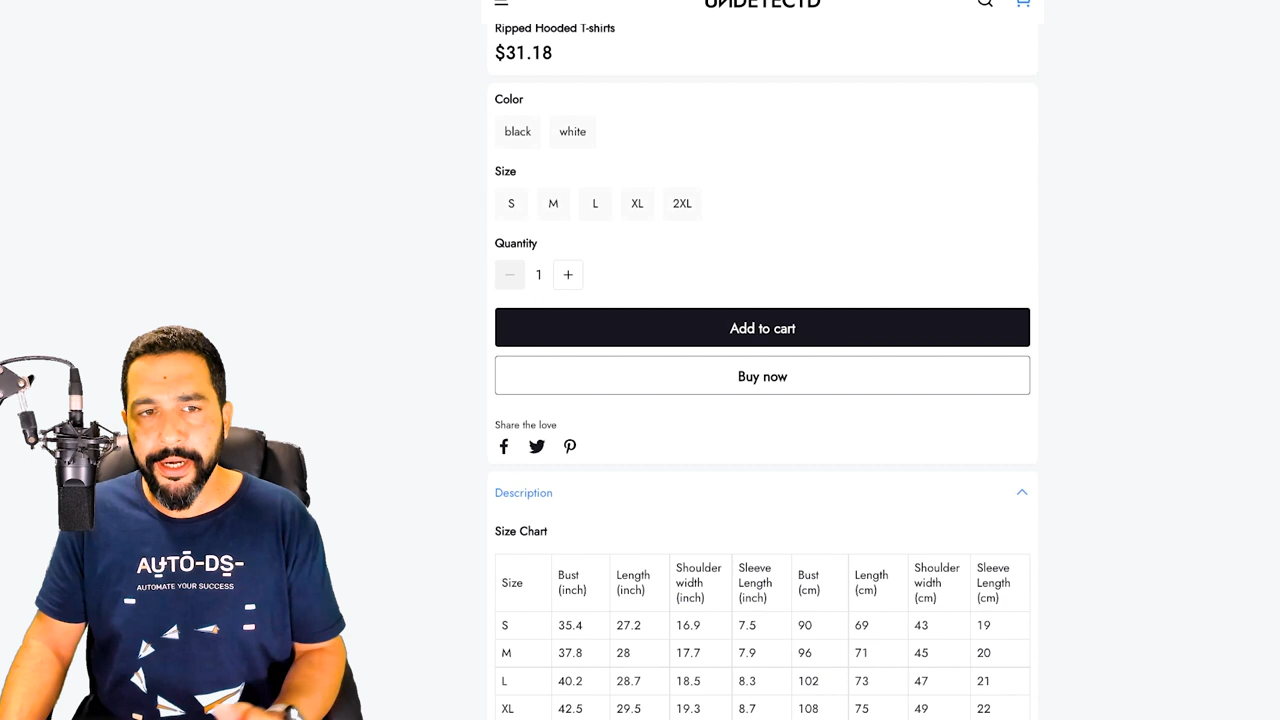 UNDETECTD
Ripped Hooded T-shirts
$31.18
Color
black white
Size
S M L XL 2XL
Quantity
1
Add to cart
Buy now
Share the love
Description
Size Chart
Size Bust (inch) Length (inch) Shoulder width (inch) Sleeve Length (inch) Bust (cm) Length (cm) Shoulder width (cm) Sleeve Length (cm)
S 35.4 27.2 16.9 7.5 90 69 43 19
M 37.8 28 17.7 7.9 96 71 45 20
L 40.2 28.7 18.5 8.3 102 73 47 21
XL 42.5 29.5 19.3 8.7 108 75 49 22
AUTO-DS-
AUTOMATE YOUR SUCCESS